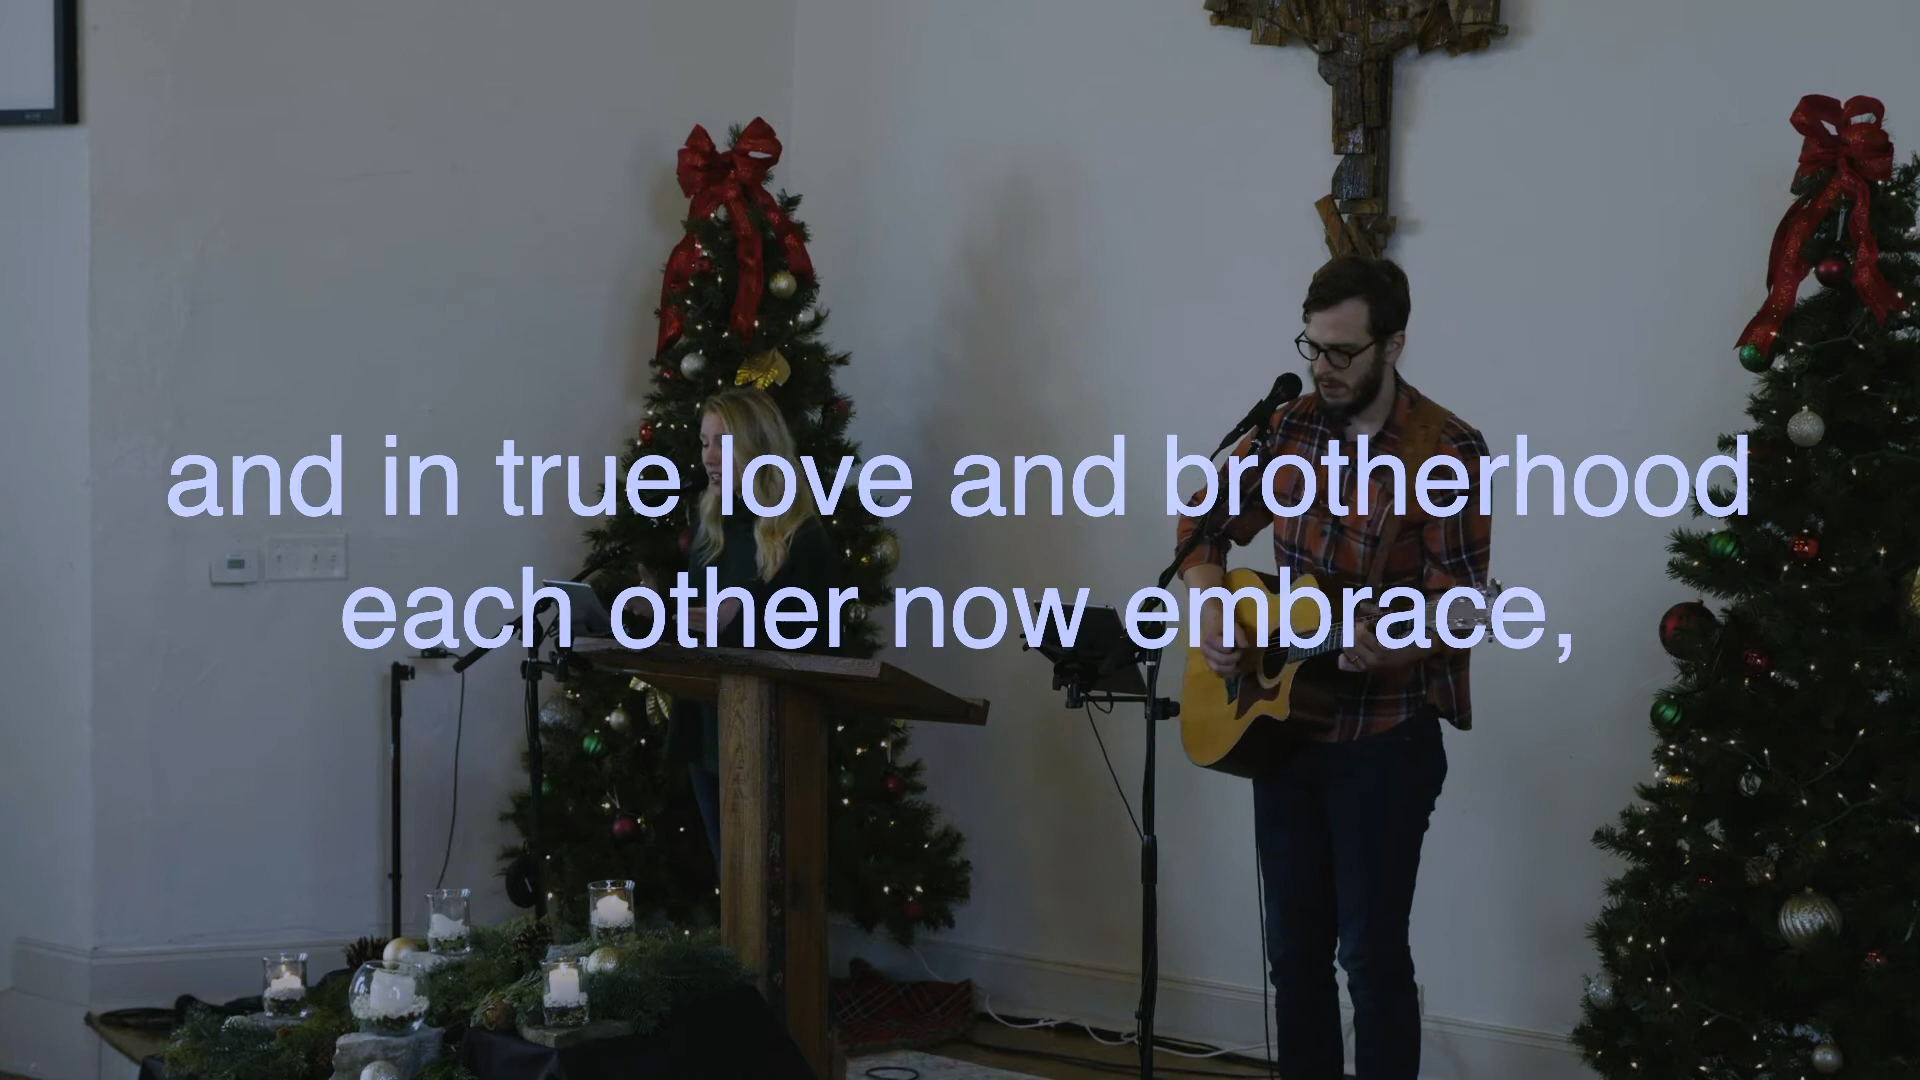 and in true love and brotherhood
each other now embrace,